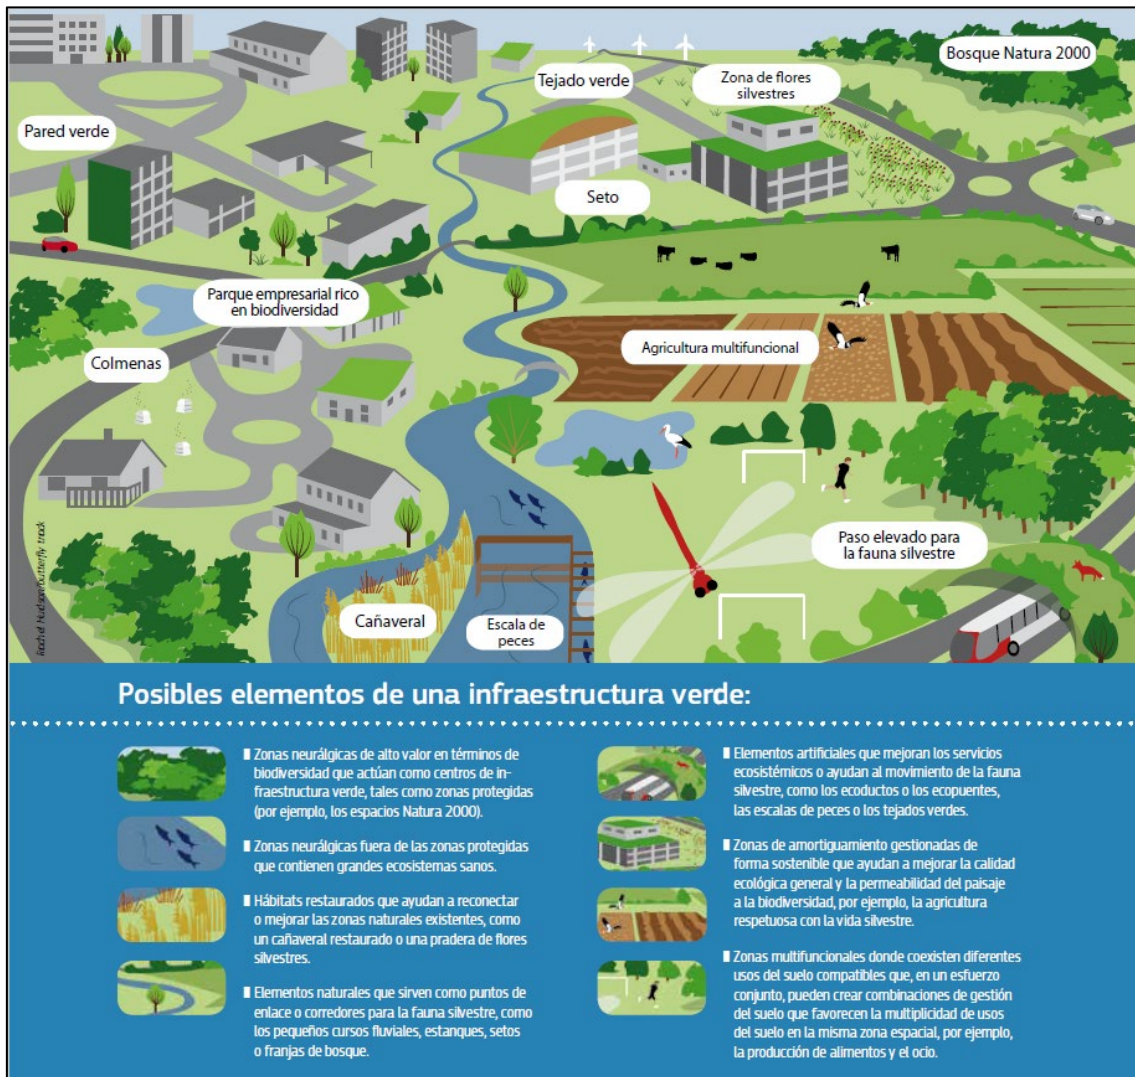 Bosque Natura 2000
Tejado verde
Zona de flores
silvestres
Pared verde
Seto
Parque empresarial rico
en biodiversidad
Agricultura multifuncional
Colmenas
Paso elevado para
la fauna silvestre
Cañaveral
Escala de
peces
Rachel Hudson/butterfly track
Posibles elementos de una infraestructura verde:
Zonas neurálgicas de alto valor en términos de
biodiversidad que actúan como centros de in-
fraestructura verde, tales como zonas protegidas
(por ejemplo, los espacios Natura 2000).
Zonas neurálgicas fuera de las zonas protegidas
que contienen grandes ecosistemas sanos.
Hábitats restaurados que ayudan a reconectar
o mejorar las zonas naturales existentes, como
un cañaveral restaurado o una pradera de flores
silvestres.
Elementos naturales que sirven como puntos de
enlace o corredores para la fauna silvestre, como
los pequeños cursos fluviales, estanques, setos
o franjas de bosque.
Elementos artificiales que mejoran los servicios
ecosistémicos o ayudan al movimiento de la fauna
silvestre, como los ecoductos o los ecopuentes,
las escalas de peces o los tejados verdes.
Zonas de amortiguamiento gestionadas de
forma sostenible que ayudan a mejorar la calidad
ecológica general y la permeabilidad del paisaje
a la biodiversidad, por ejemplo, la agricultura
respetuosa con la vida silvestre.
Zonas multifuncionales donde coexisten diferentes
usos del suelo compatibles que, en un esfuerzo
conjunto, pueden crear combinaciones de gestión
del suelo que favorecen la multiplicidad de usos
del suelo en la misma zona espacial, por ejemplo,
la producción de alimentos y el ocio.